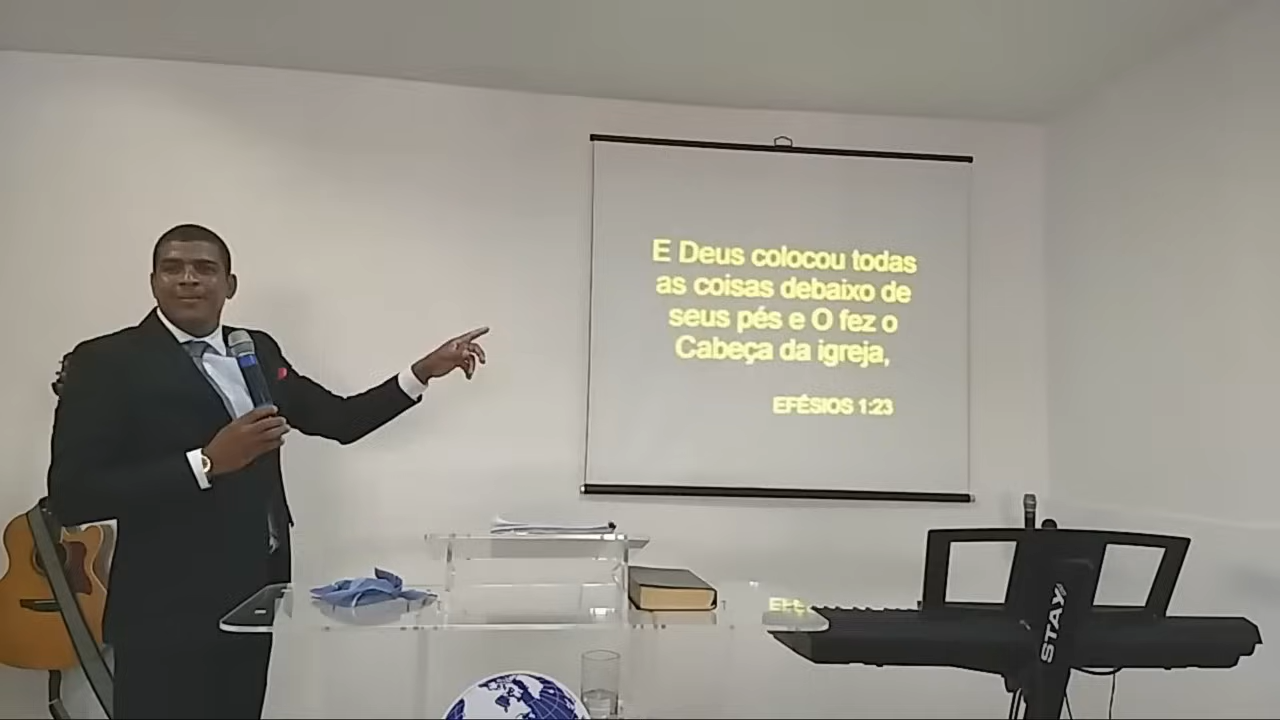 E Deus colocou todas
as coisas debaixo de
seus pés e O fez o
Cabeça da igreja,
EFÉSIOS 1:23
STAY